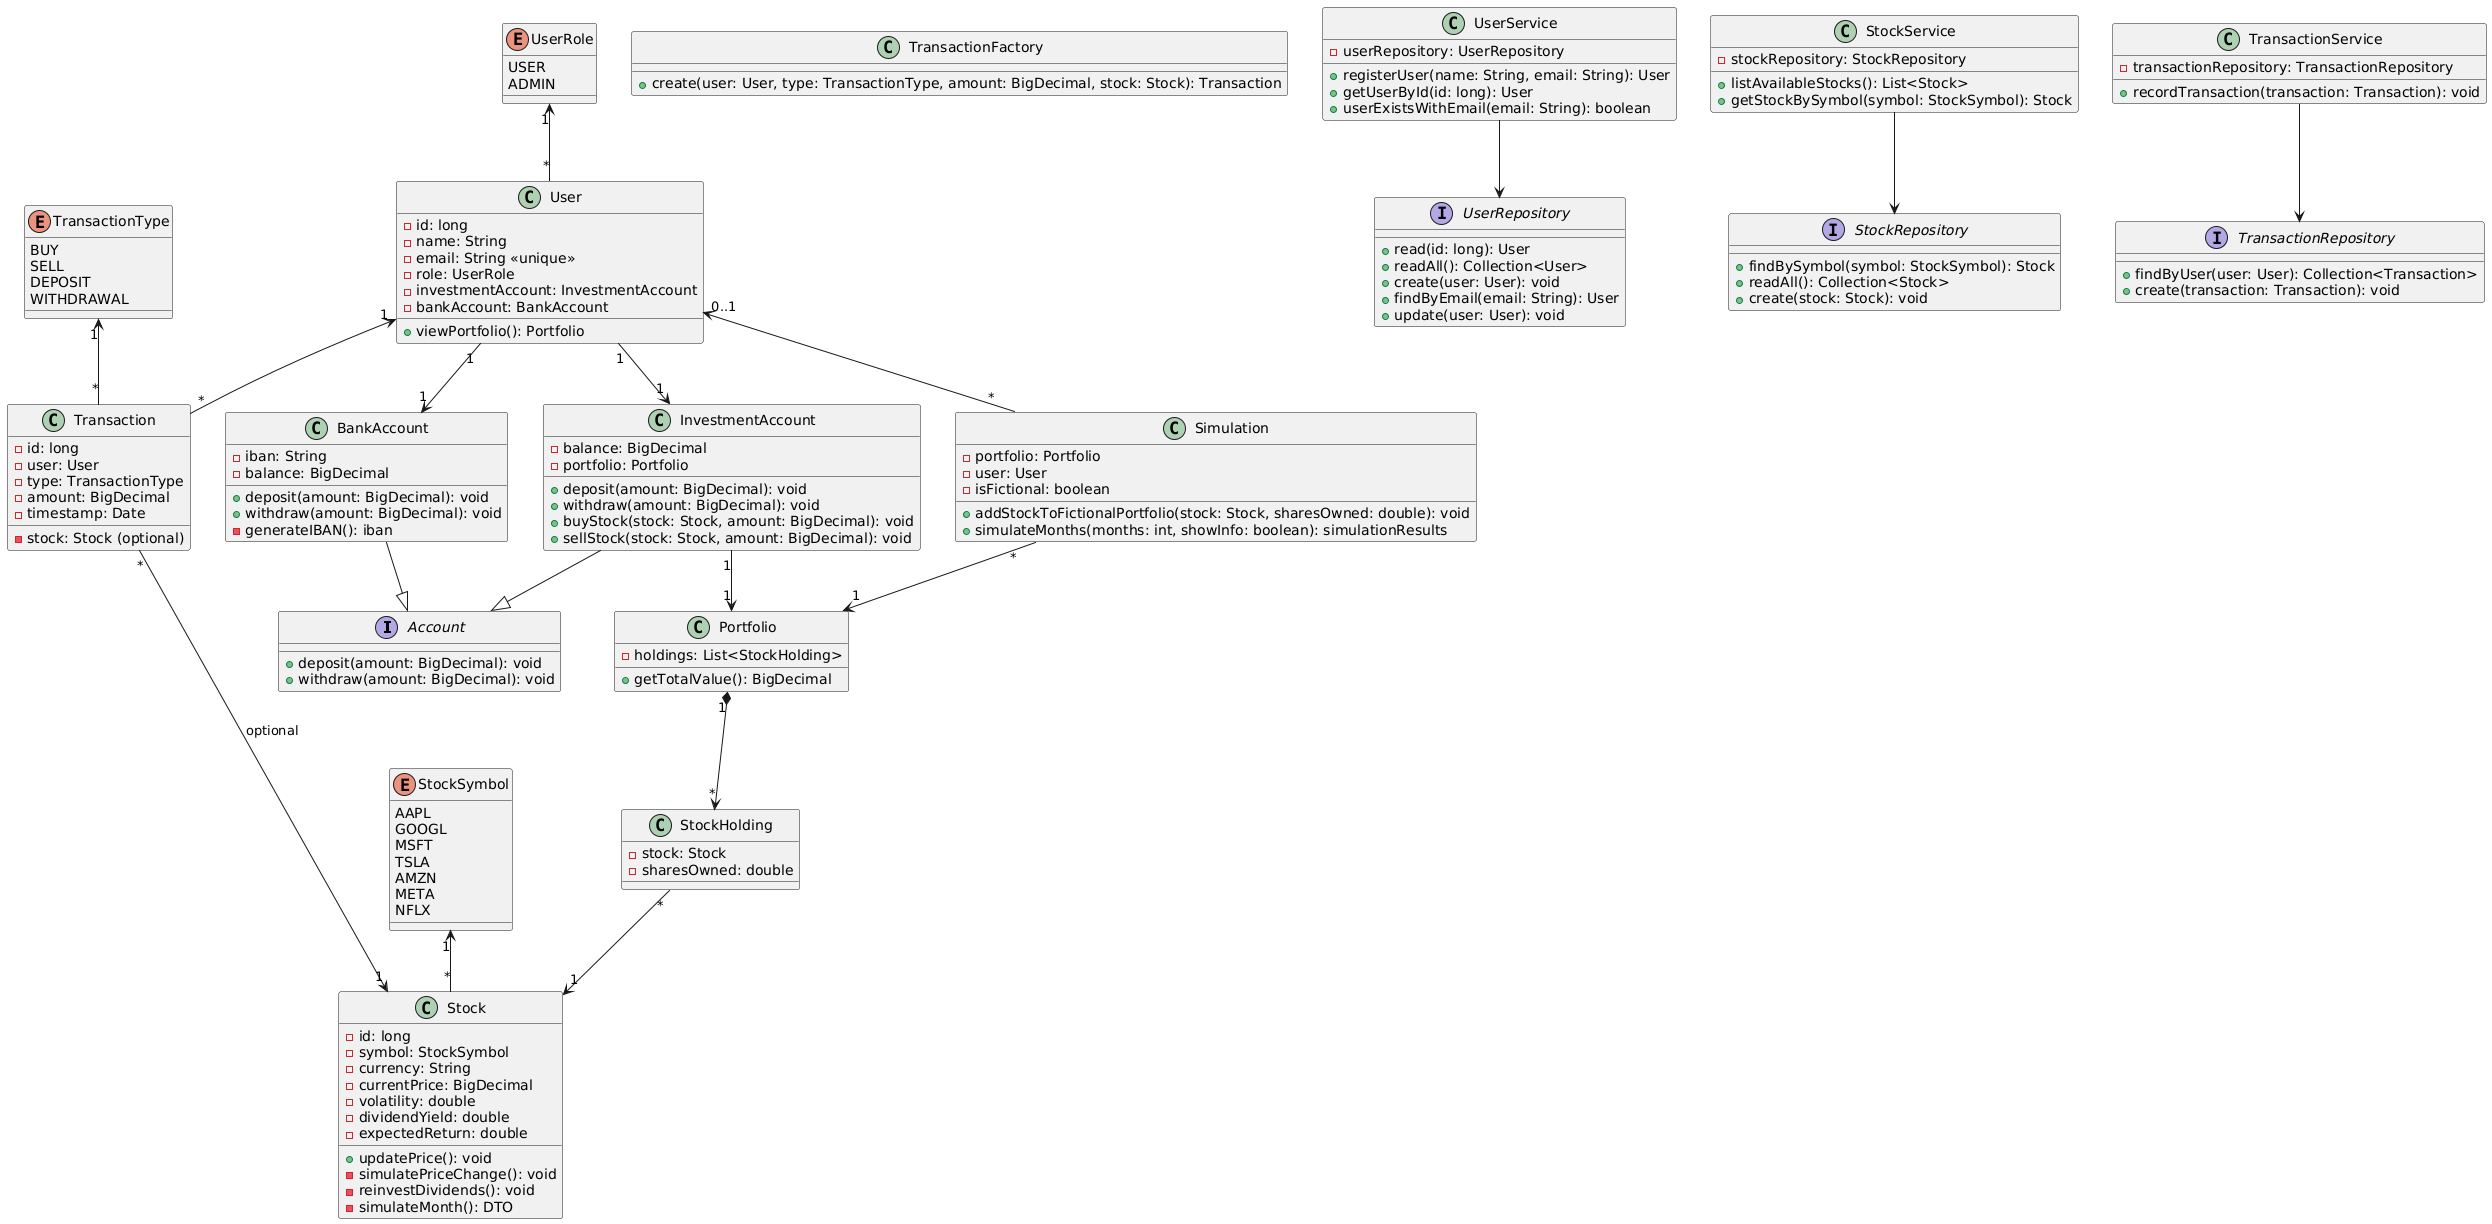 E UserRole
USER
ADMIN
C TransactionFactory
create(user: User, type: TransactionType, amount: BigDecimal, stock: Stock): Transaction
C UserService
userRepository: UserRepository
registerUser(name: String, email: String): User
getUserById(id: long): User
userExistsWithEmail(email: String): boolean
C StockService
stockRepository: StockRepository
listAvailableStocks(): List<Stock>
getStockBySymbol(symbol: StockSymbol): Stock
C TransactionService
transactionRepository: TransactionRepository
recordTransaction(transaction: Transaction): void
1
*
E TransactionType
BUY
SELL
DEPOSIT
WITHDRAWAL
C User
id: long
name: String
email: String «unique»
role: UserRole
investmentAccount: InvestmentAccount
bankAccount: BankAccount
viewPortfolio(): Portfolio
I UserRepository
read(id: long): User
readAll(): Collection<User>
create(user: User): void
findByEmail(email: String): User
update(user: User): void
I StockRepository
findBySymbol(symbol: StockSymbol): Stock
readAll(): Collection<Stock>
create(stock: Stock): void
I TransactionRepository
findByUser(user: User): Collection<Transaction>
create(transaction: Transaction): void
1
*
1
*
1
1
1
1
0..1
*
C Transaction
id: long
user: User
type: TransactionType
amount: BigDecimal
timestamp: Date
stock: Stock (optional)
C BankAccount
iban: String
balance: BigDecimal
deposit(amount: BigDecimal): void
withdraw(amount: BigDecimal): void
generateIBAN(): iban
C InvestmentAccount
balance: BigDecimal
portfolio: Portfolio
deposit(amount: BigDecimal): void
withdraw(amount: BigDecimal): void
buyStock(stock: Stock, amount: BigDecimal): void
sellStock(stock: Stock, amount: BigDecimal): void
C Simulation
portfolio: Portfolio
user: User
isFictional: boolean
addStockToFictionalPortfolio(stock: Stock, sharesOwned: double): void
simulateMonths(months: int, showInfo: boolean): simulationResults
*
optional
1
1
1
*
1
I Account
deposit(amount: BigDecimal): void
withdraw(amount: BigDecimal): void
C Portfolio
holdings: List<StockHolding>
getTotalValue(): BigDecimal
1
*
E StockSymbol
AAPL
GOOGL
MSFT
TSLA
AMZN
META
NFLX
C StockHolding
stock: Stock
sharesOwned: double
1
*
*
1
C Stock
id: long
symbol: StockSymbol
currency: String
currentPrice: BigDecimal
volatility: double
dividendYield: double
expectedReturn: double
updatePrice(): void
simulatePriceChange(): void
reinvestDividends(): void
simulateMonth(): DTO